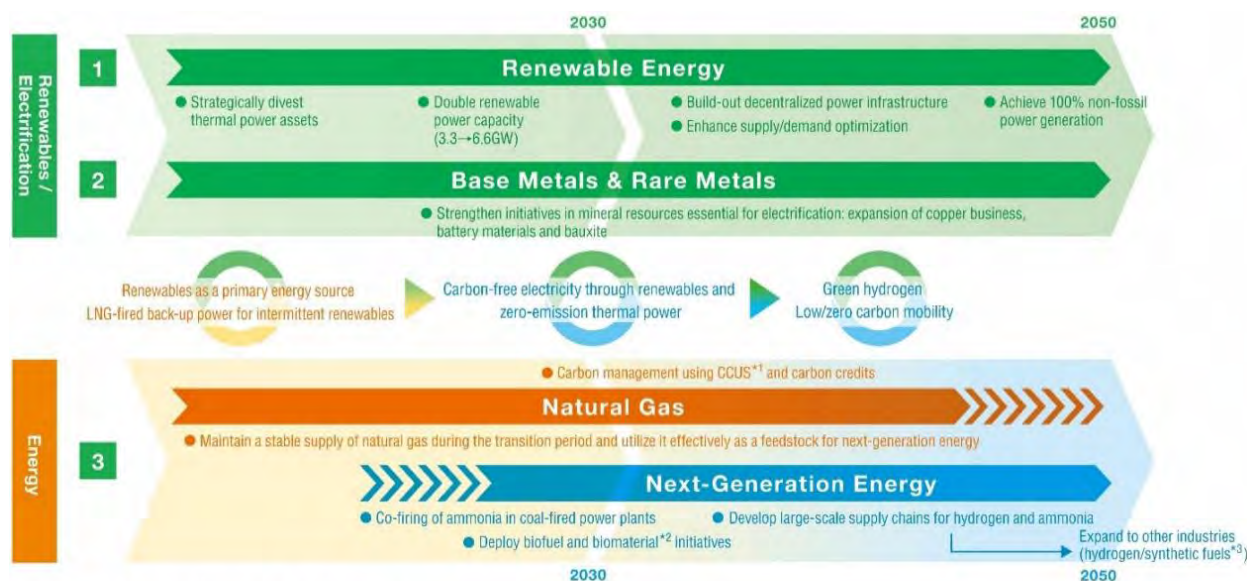 2030
2050
Renewables /
Electrification
1
Renewable Energy
● Strategically divest
thermal power assets
● Double renewable
power capacity
(3.3→6.6GW)
● Build-out decentralized power infrastructure
● Enhance supply/demand optimization
● Achieve 100% non-fossil
power generation
2
Base Metals & Rare Metals
● Strengthen initiatives in mineral resources essential for electrification: expansion of copper business,
battery materials and bauxite
Renewables as a primary energy source
LNG-fired back-up power for intermittent renewables
Carbon-free electricity through renewables and
zero-emission thermal power
Green hydrogen
Low/zero carbon mobility
Energy
3
● Carbon management using CCUS*1 and carbon credits
Natural Gas
● Maintain a stable supply of natural gas during the transition period and utilize it effectively as a feedstock for next-generation energy
Next-Generation Energy
● Co-firing of ammonia in coal-fired power plants
● Develop large-scale supply chains for hydrogen and ammonia
● Deploy biofuel and biomaterial*2 initiatives
Expand to other industries
(hydrogen/synthetic fuels*3)
2030
2050